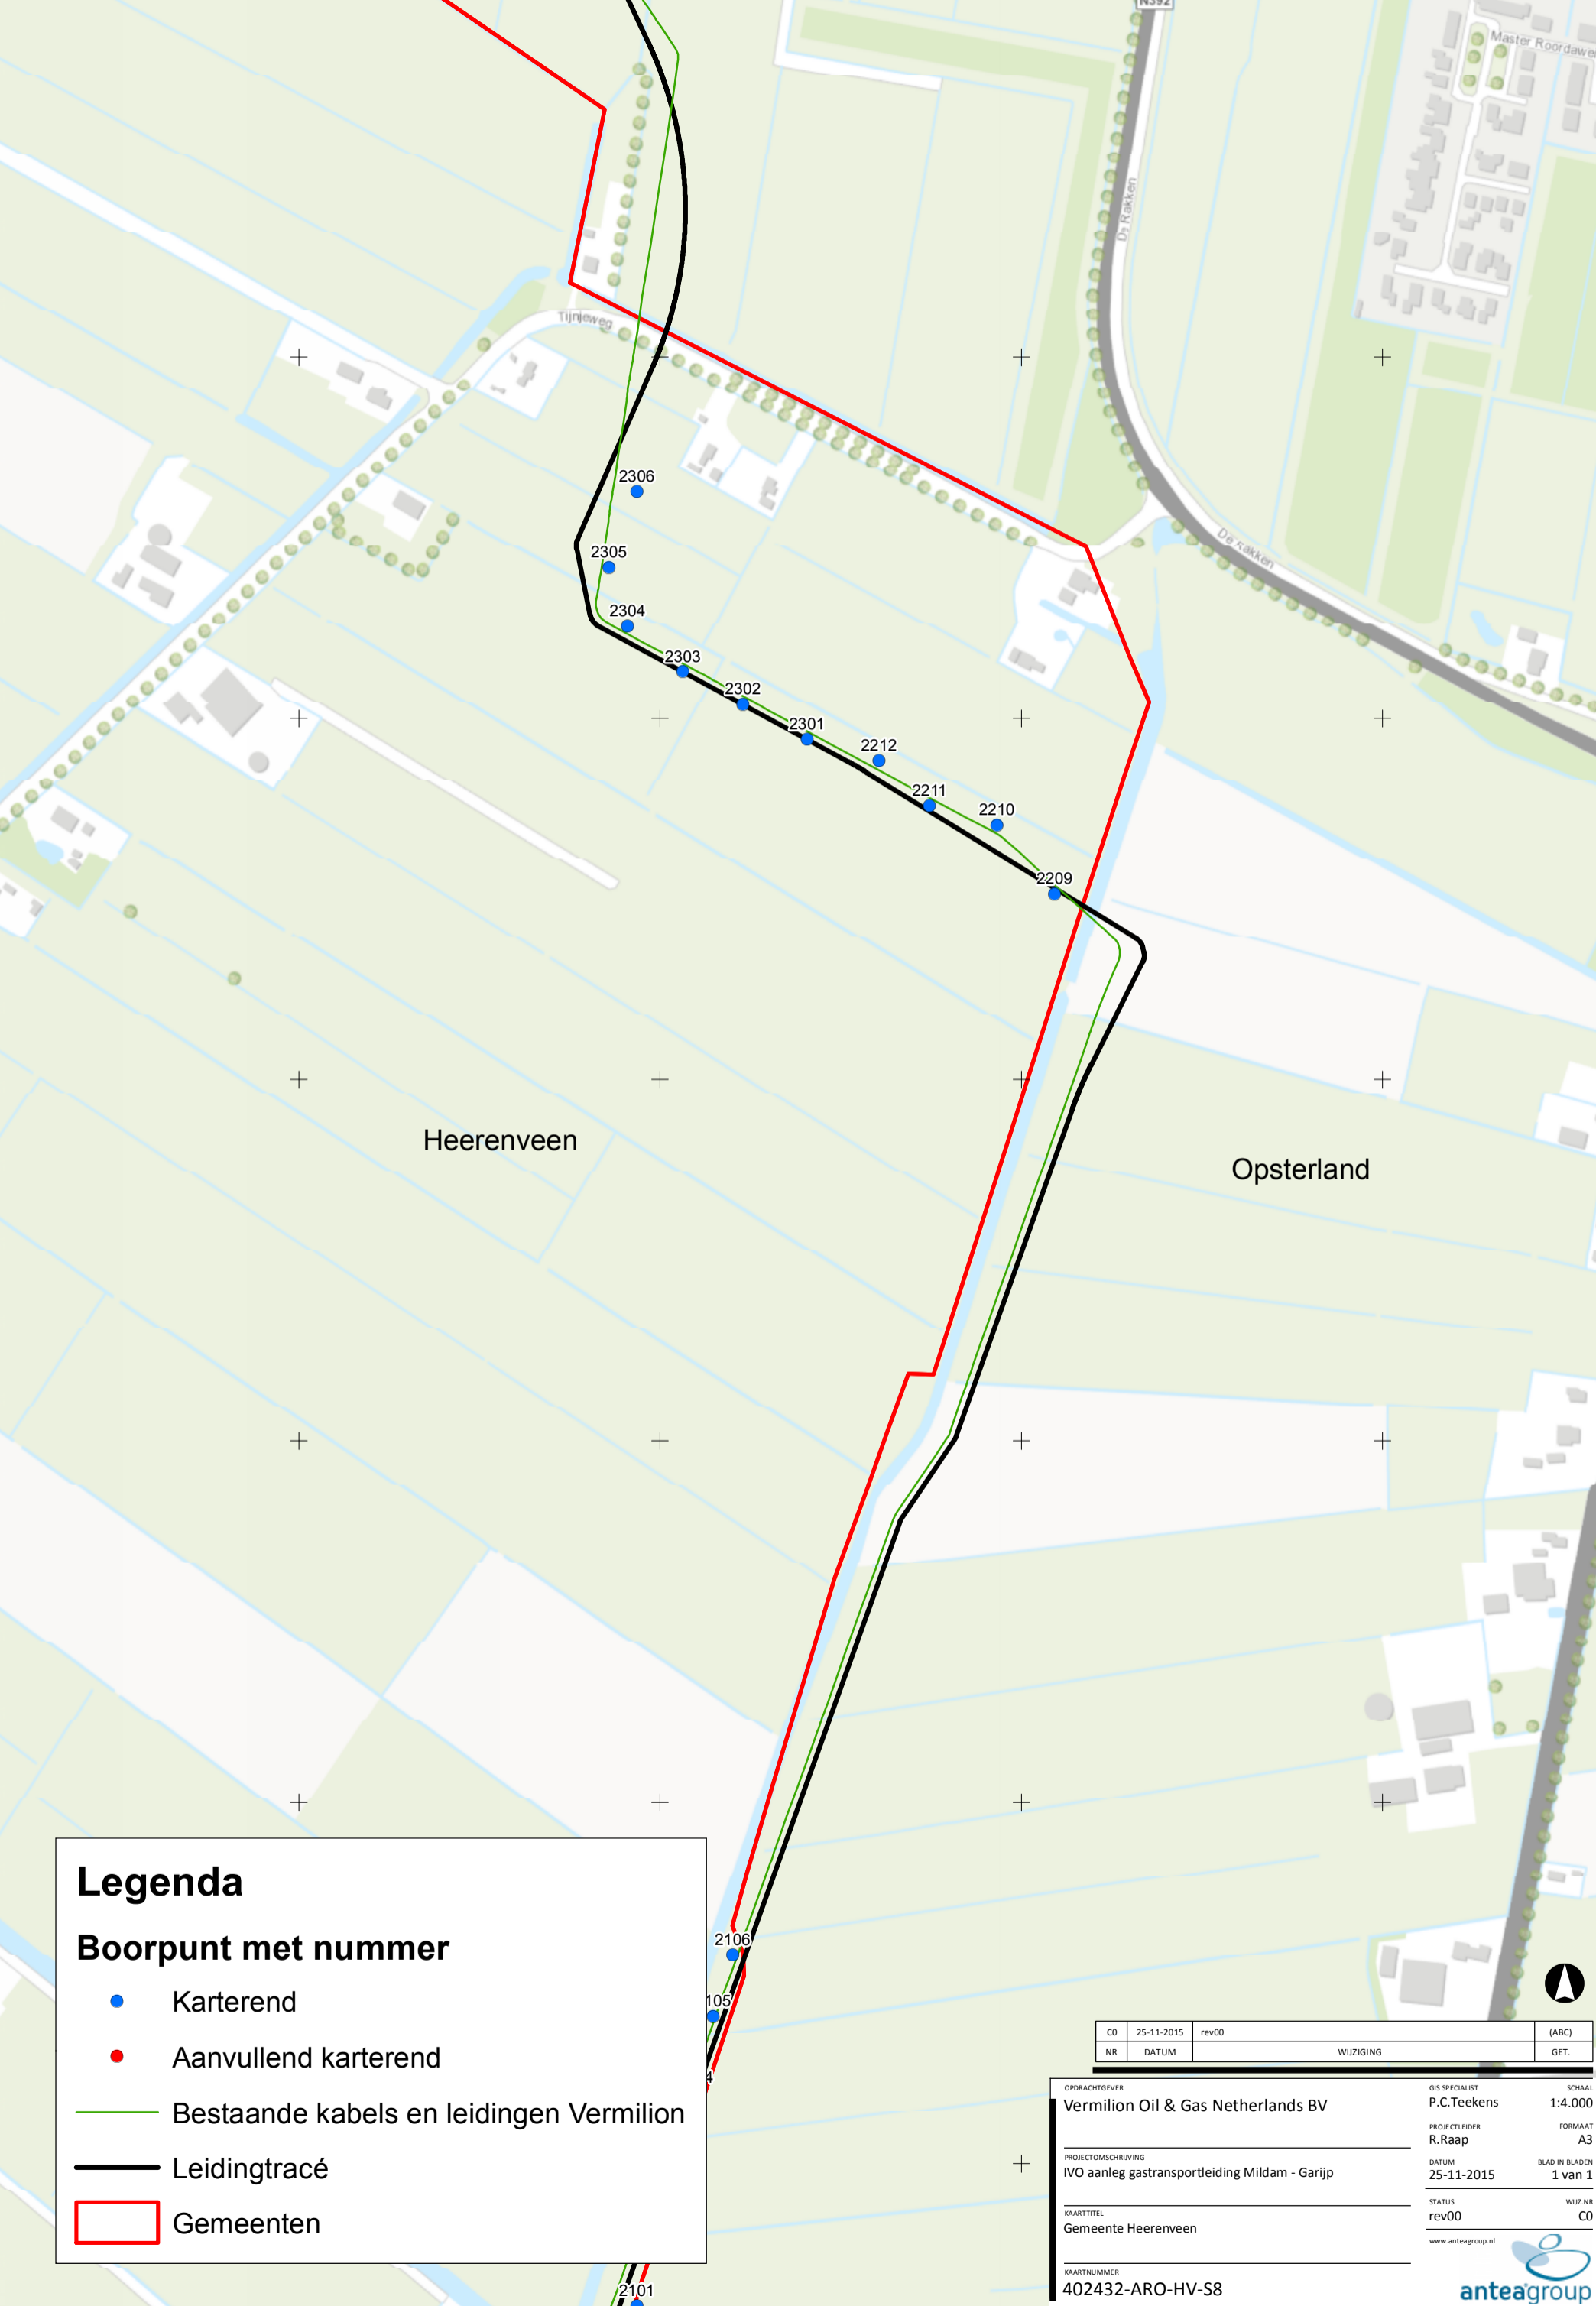 N392
Master Roordawe
De Rakken
Tijnjeweg
De Rakken
2306
2305
2304
2303
2302
2301
2212
2211
2210
2209
Heerenveen
Opsterland
2106
105
4
2101
Legenda
Boorpunt met nummer
Karterend
Aanvullend karterend
Bestaande kabels en leidingen Vermilion
Leidingtracé
Gemeenten
C0 25-11-2015 rev00 (ABC)
NR DATUM WIJZIGING GET.
OPDRACHTGEVER
Vermilion Oil & Gas Netherlands BV
PROJECTOMSCHRIJVING
IVO aanleg gastransportleiding Mildam - Garijp
KAARTTITEL
Gemeente Heerenveen
KAARTNUMMER
402432-ARO-HV-S8
GIS SPECIALIST SCHAAL
P.C.Teekens 1:4.000
PROJECTLEIDER FORMAAT
R.Raap A3
DATUM BLAD IN BLADEN
25-11-2015 1 van 1
STATUS WIJZ.NR
rev00 C0
www.anteagroup.nl
anteagroup